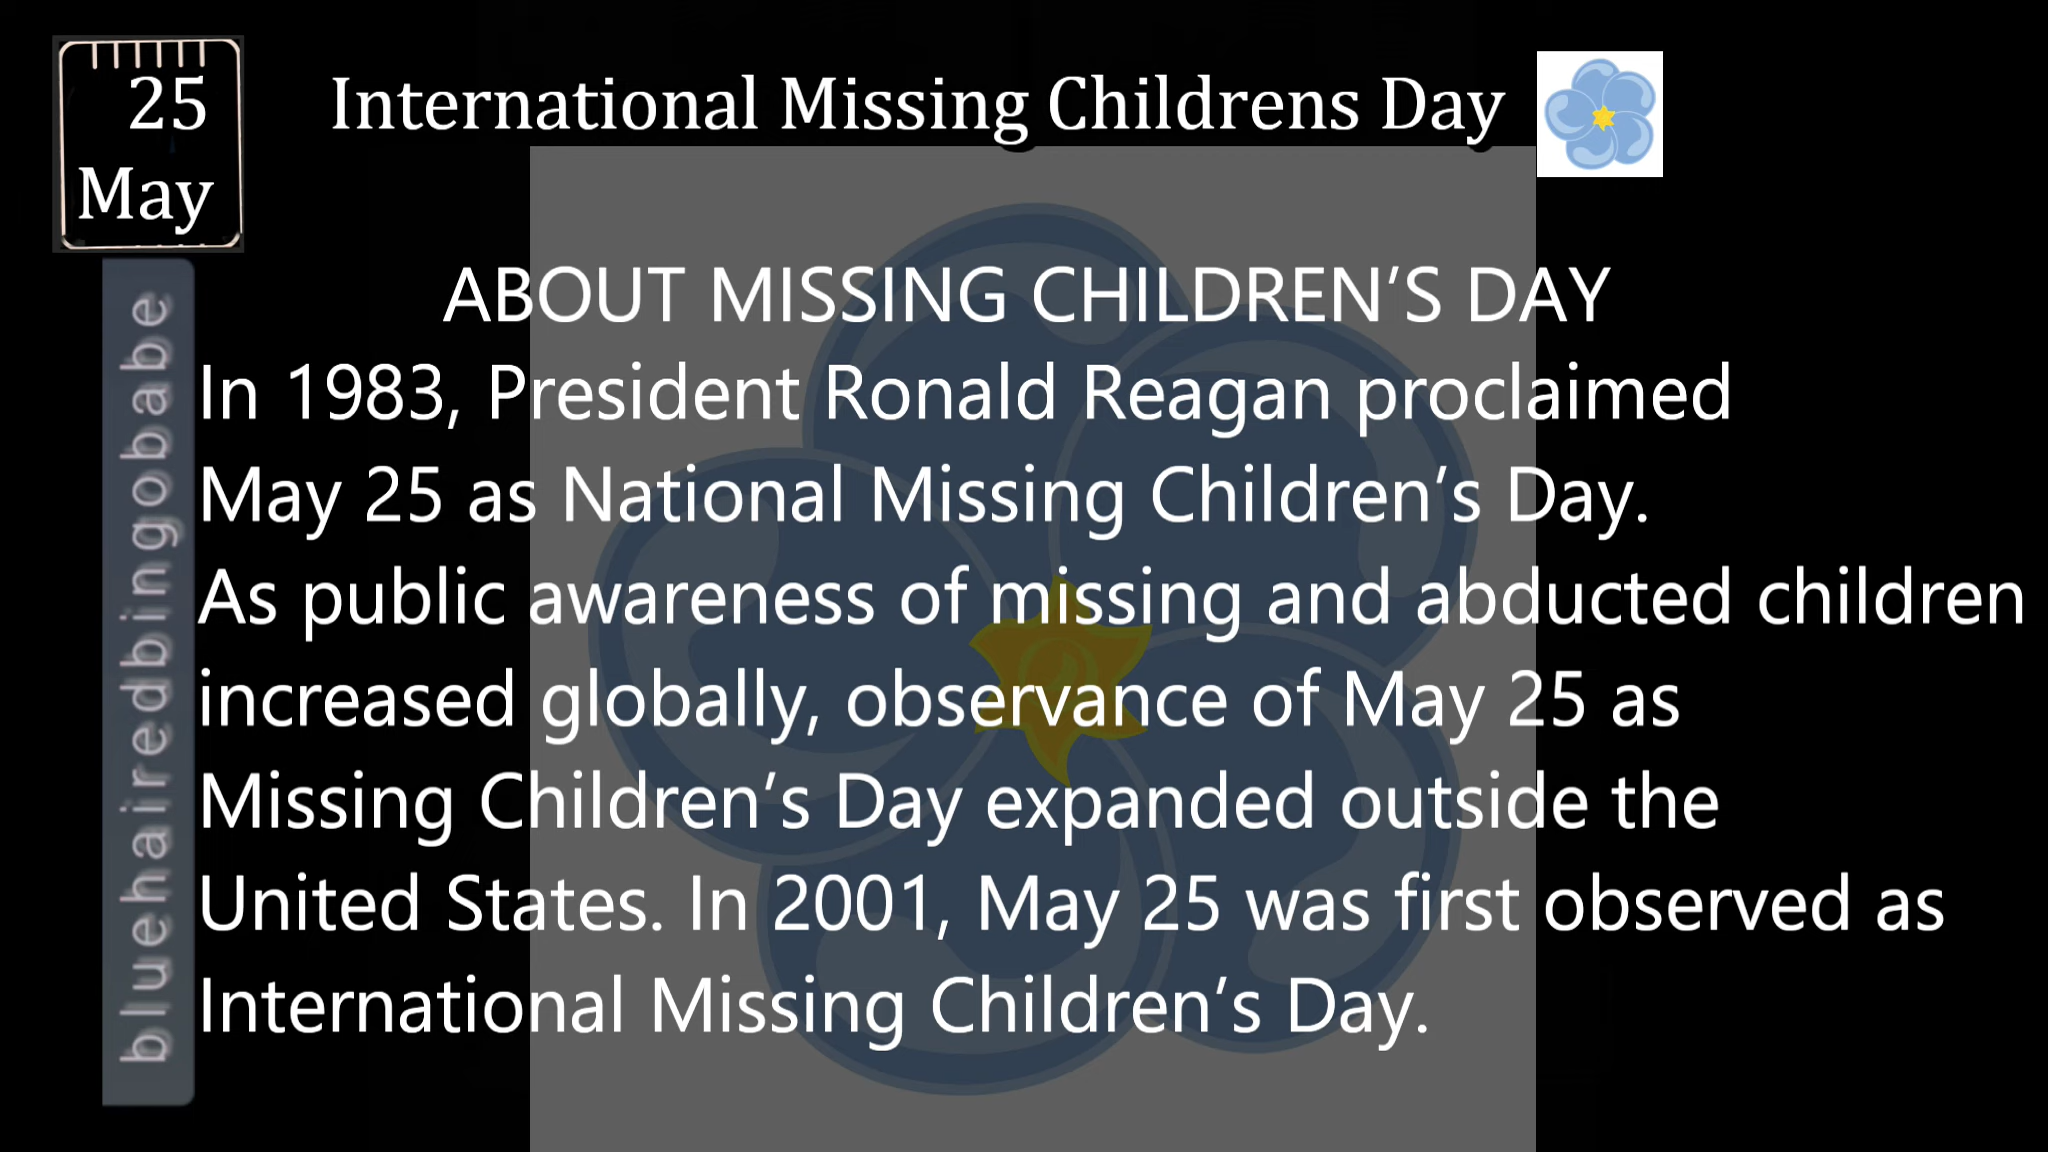 25
May
International Missing Childrens Day
ABOUT MISSING CHILDREN’S DAY
In 1983, President Ronald Reagan proclaimed
May 25 as National Missing Children’s Day.
As public awareness of missing and abducted children
increased globally, observance of May 25 as
Missing Children’s Day expanded outside the
United States. In 2001, May 25 was first observed as
International Missing Children’s Day.
bluehairedbingobabe